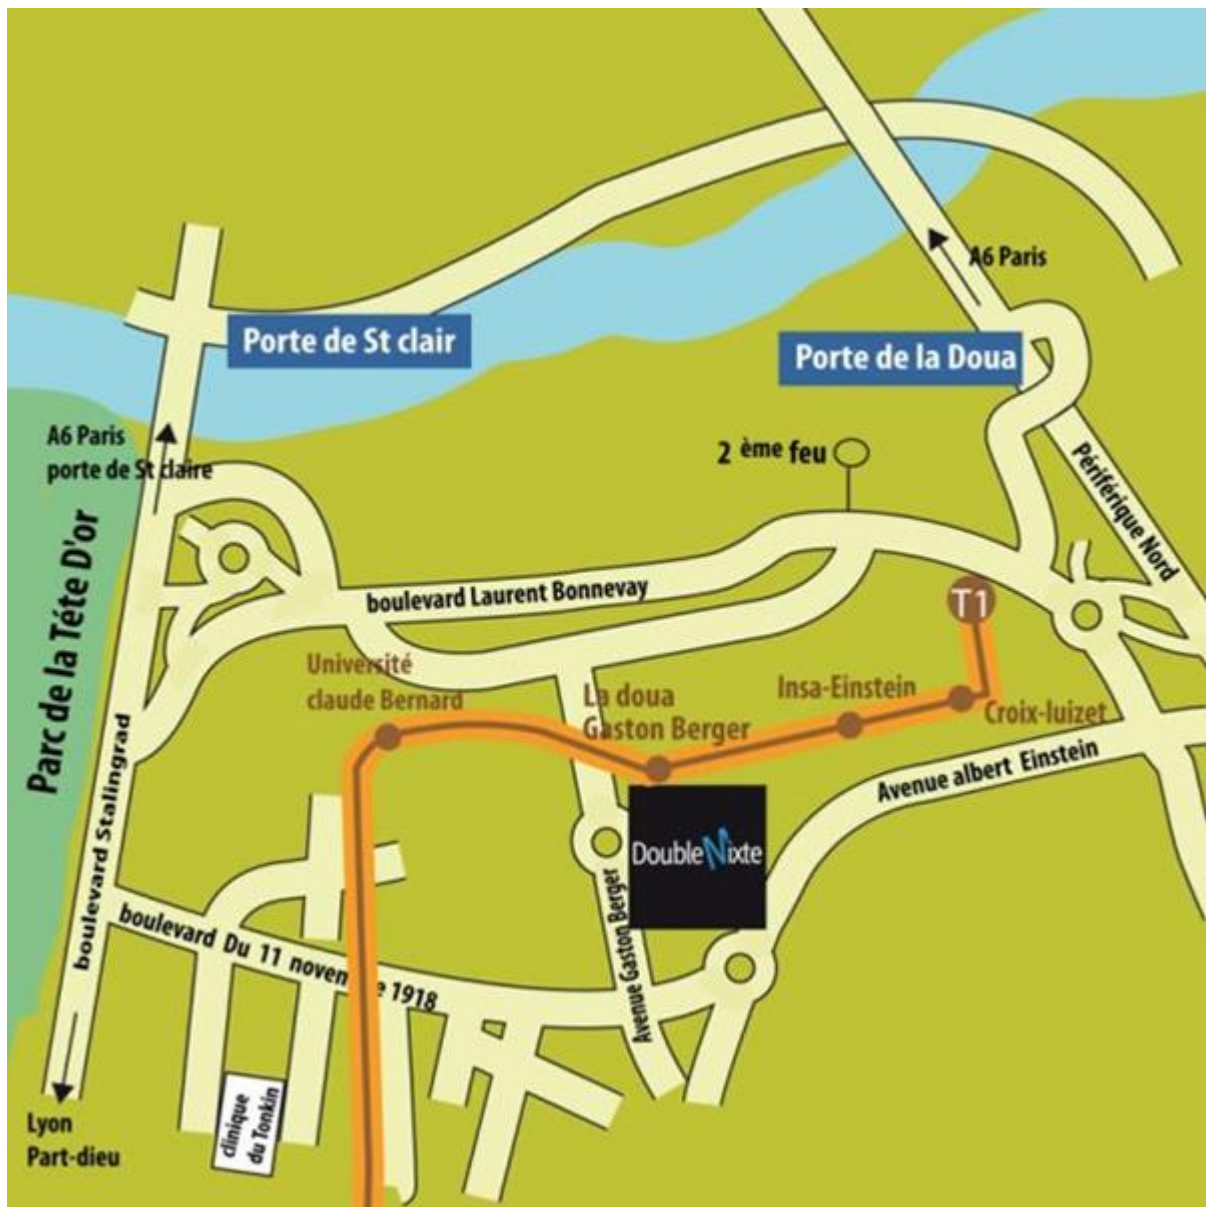 A6 Paris
Porte de St clair
Porte de la Doua
A6 Paris
porte de St claire
2 ème feu
Périférique Nord
Parc de la Téte D'or
boulevard Laurent Bonnevay
T1
Université
claude Bernard
La doua
Gaston Berger
Insa-Einstein
Croix-luizet
boulevard Stalingrad
Avenue albert Einstein
DoubleMixte
Avenue Gaston Berger
boulevard Du 11 novembre 1918
clinique
du Tonkin
Lyon
Part-dieu